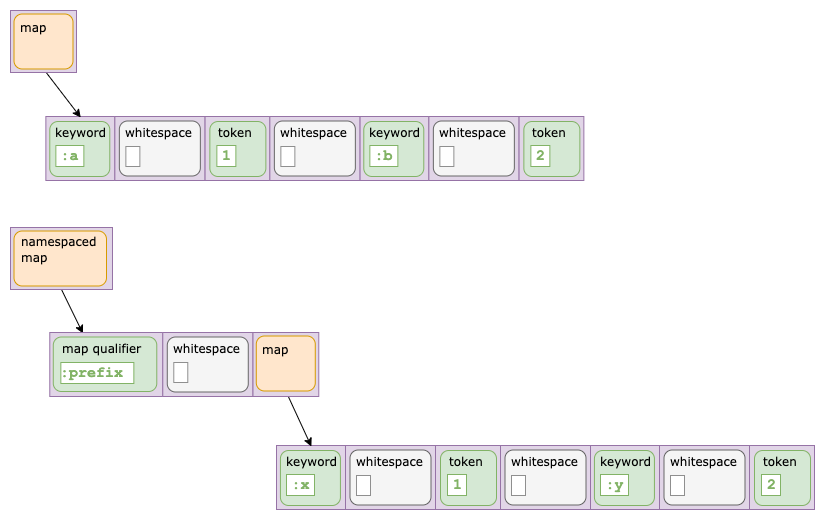 map
keyword whitespace token whitespace keyword whitespace token
:a 1 :b 2
namespaced
map
map qualifier whitespace map
:prefix
keyword whitespace token whitespace keyword whitespace token
:x 1 :y 2